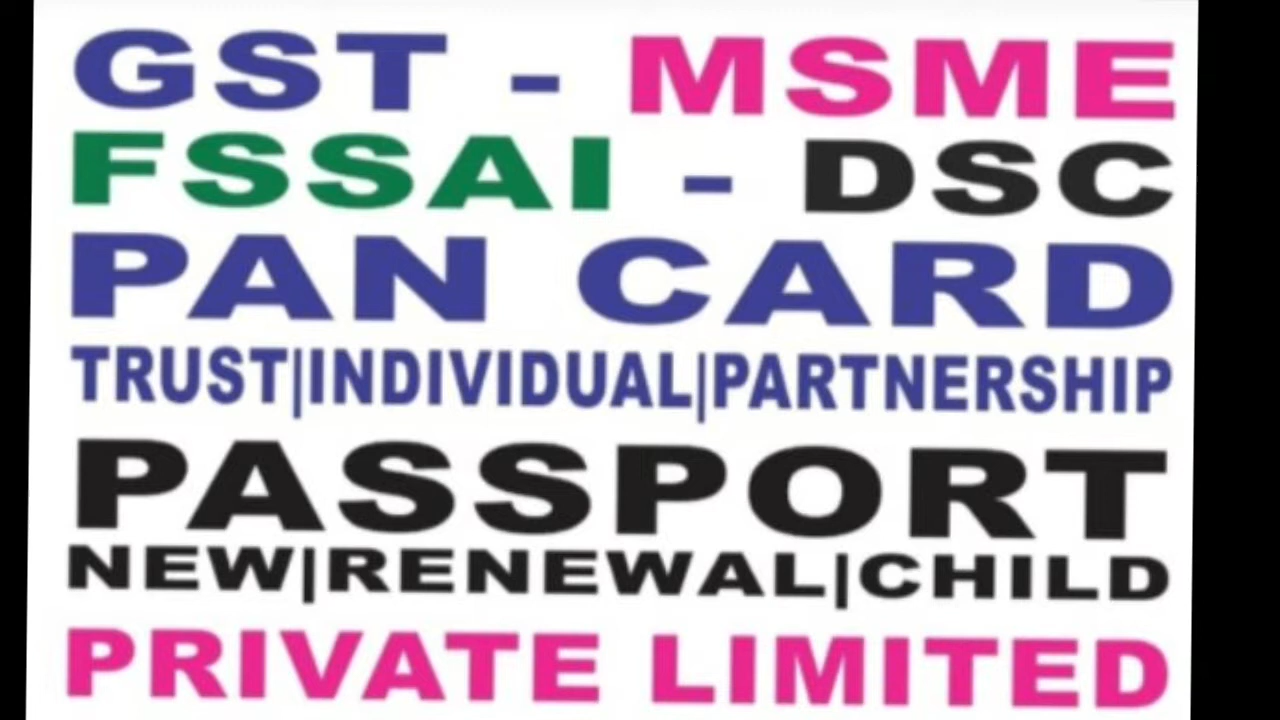 GST - MSME
FSSAI - DSC
PAN CARD
TRUST|INDIVIDUAL|PARTNERSHIP
PASSPORT
NEW|RENEWAL|CHILD
PRIVATE LIMITED